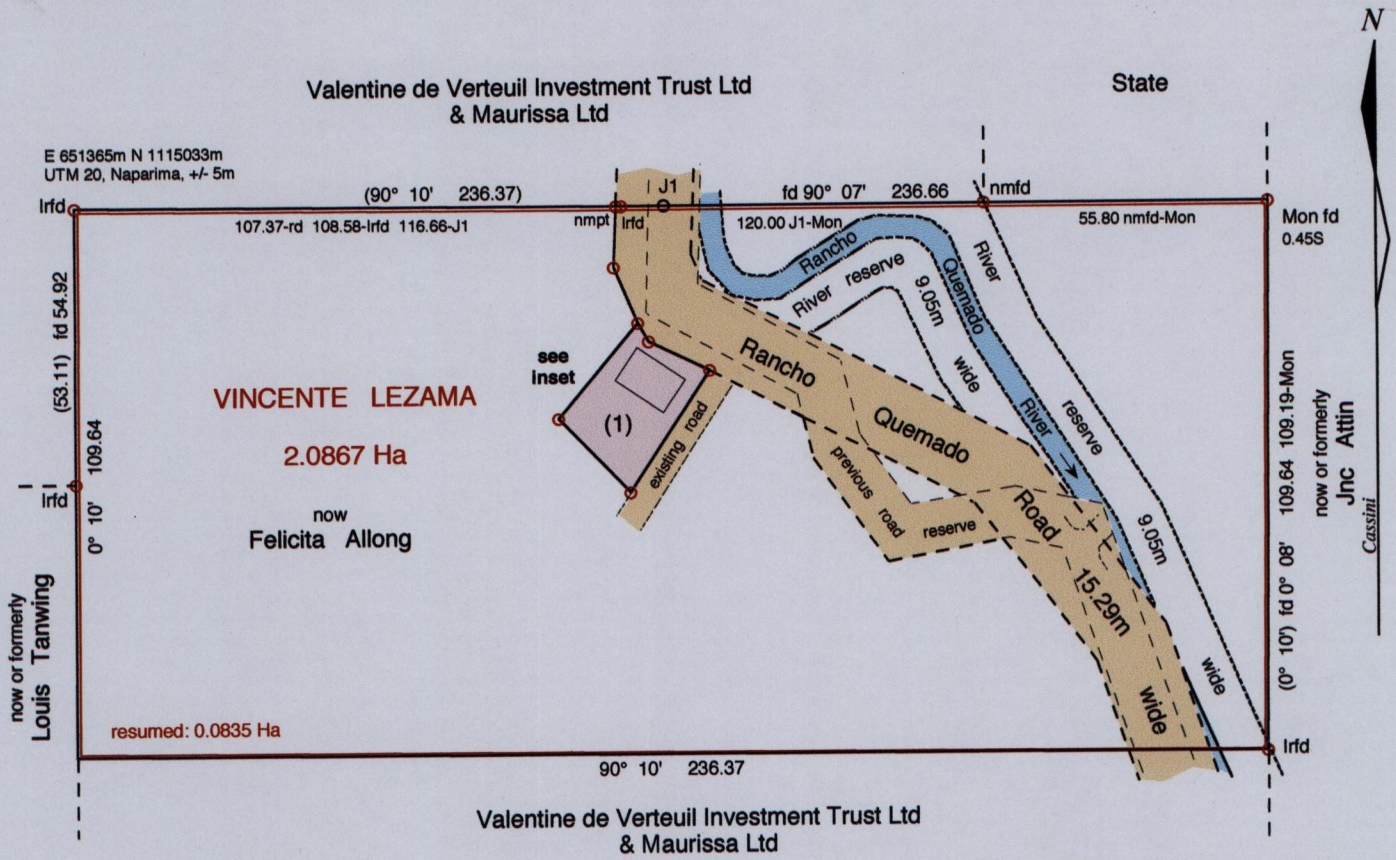 N
Valentine de Verteuil Investment Trust Ltd
& Maurissa Ltd
State
E 651365m N 1115033m
UTM 20, Naparima, +/- 5m
(90° 10' 236.37)
J1
fd 90° 07' 236.66
nmfd
Irfd
107.37-rd 108.58-Irfd 116.66-J1
nmpt
Irfd
120.00 J1-Mon
55.80 nmfd-Mon
Mon fd
0.45S
Rancho
Quemado
River
River reserve
9.05m
wide
River
reserve
9.05m
wide
(53.11) fd 54.92
0° 10' 109.64
Irfd
see
inset
(1)
existing road
Rancho
Quemado
Road
15.29m
wide
previous
road
reserve
VINCENTE LEZAMA
2.0867 Ha
now
Felicita Allong
(0° 10') fd 0° 08' 109.64 109.19-Mon
now or formerly
Jnc Attin
Cassini
now or formerly
Louis Tanwing
resumed: 0.0835 Ha
Irfd
90° 10' 236.37
Valentine de Verteuil Investment Trust Ltd
& Maurissa Ltd